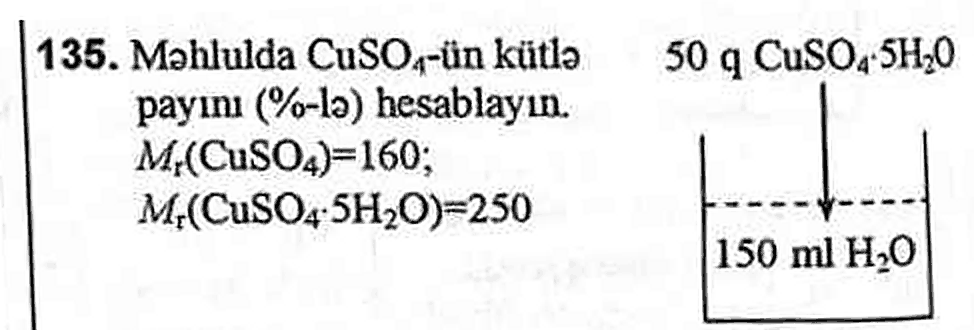 135. Məhlulda CuSO₄-ün kütlə
payını (%-lə) hesablayın.
Mᵣ(CuSO₄)=160;
Mᵣ(CuSO₄·5H₂O)=250
50 q CuSO₄·5H₂0
150 ml H₂O